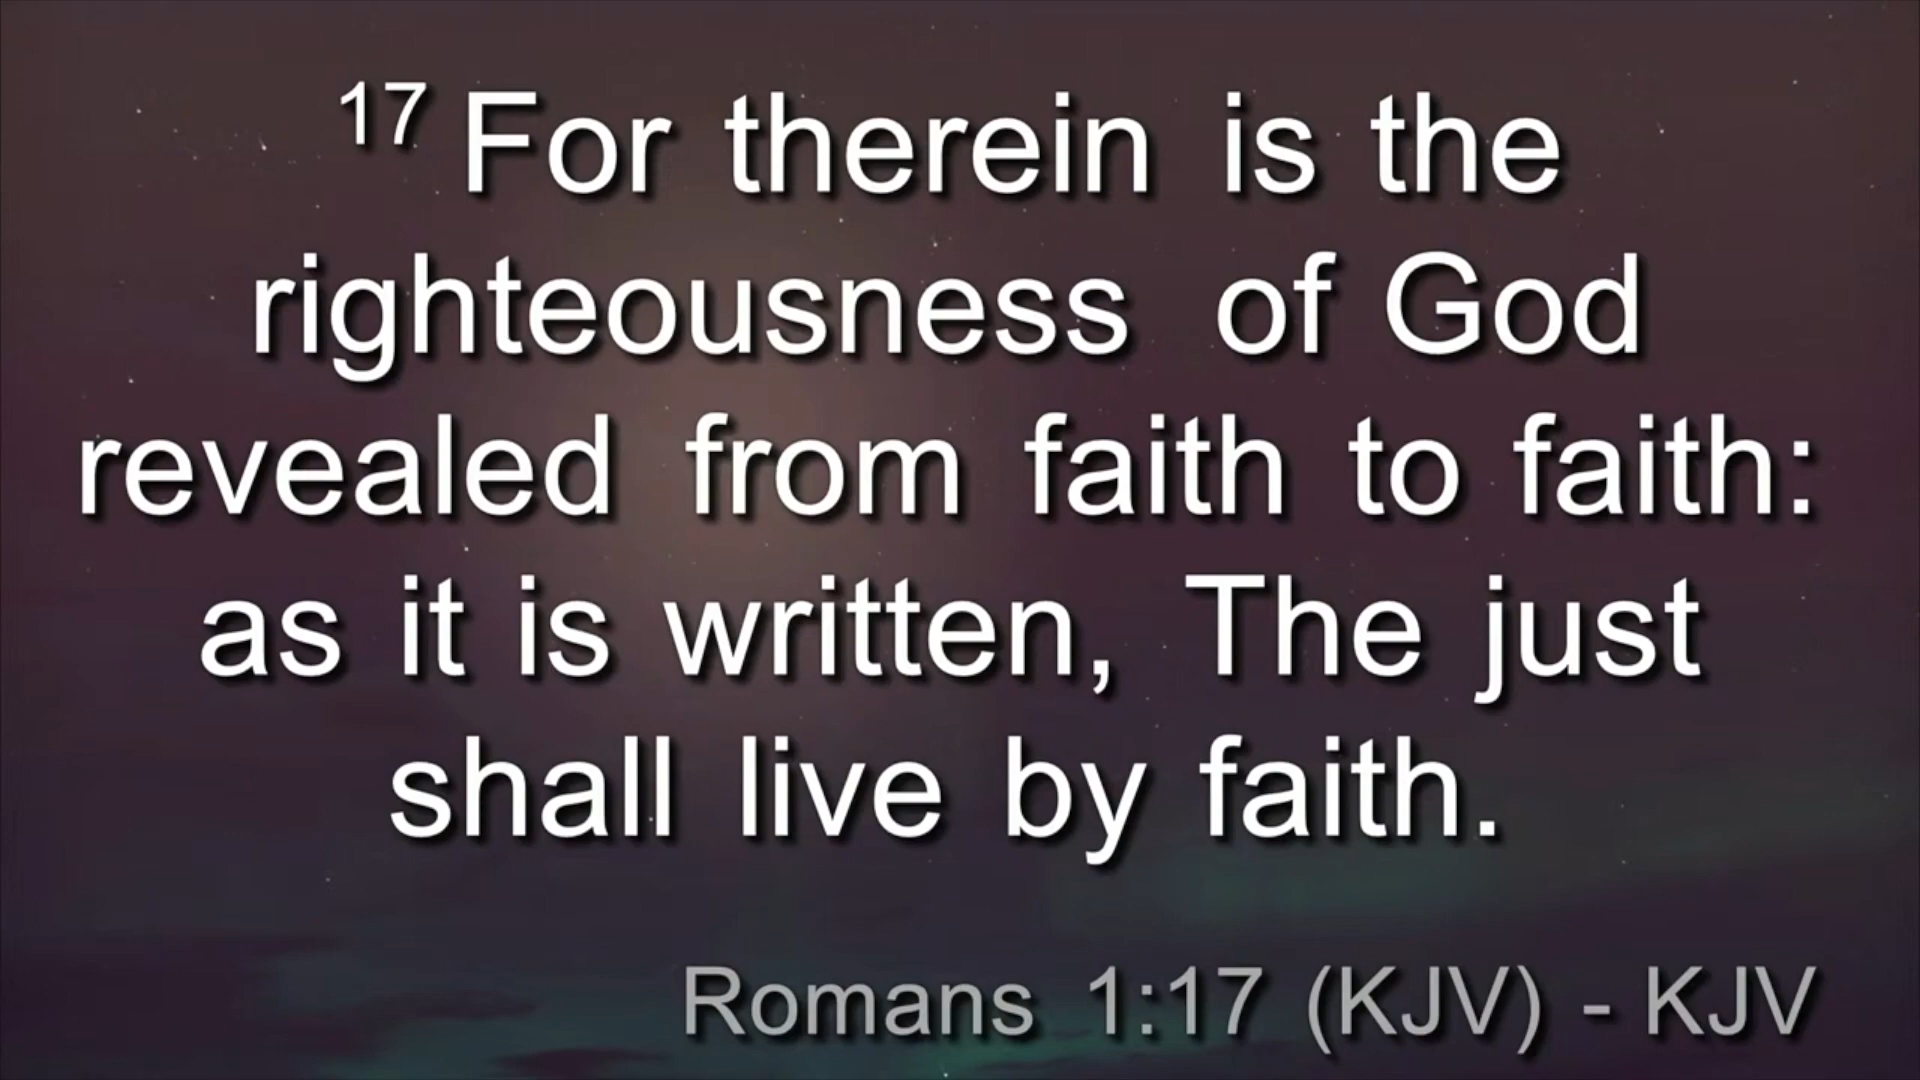 17 For therein is the
righteousness of God
revealed from faith to faith:
as it is written, The just
shall live by faith.
Romans 1:17 (KJV) - KJV